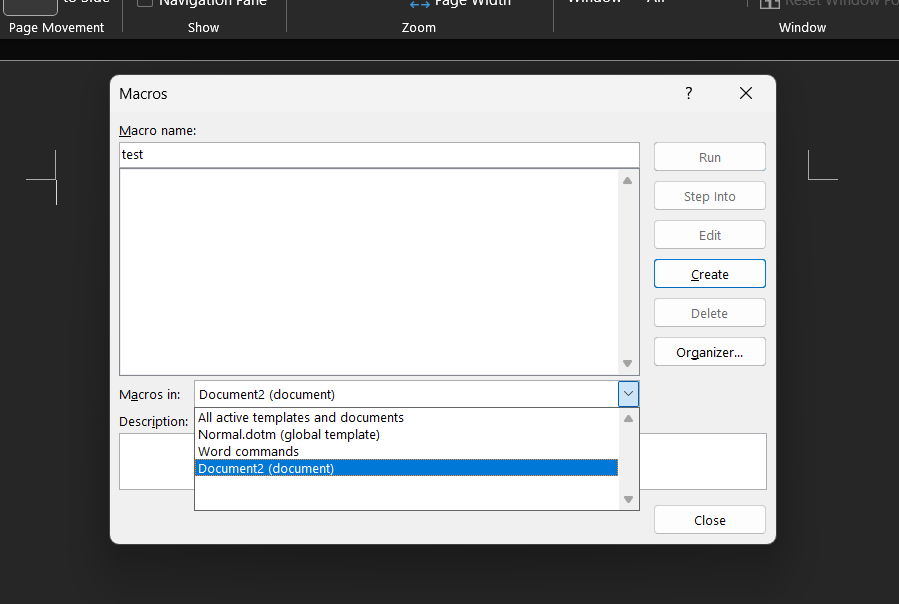 to Side
Navigation Pane
Page Width
Window
All
Reset Window Po
Page Movement
Show
Zoom
Window
Macros
?
Macro name:
test
Run
Step Into
Edit
Create
Delete
Organizer...
Macros in:
Document2 (document)
Description:
All active templates and documents
Normal.dotm (global template)
Word commands
Document2 (document)
Close